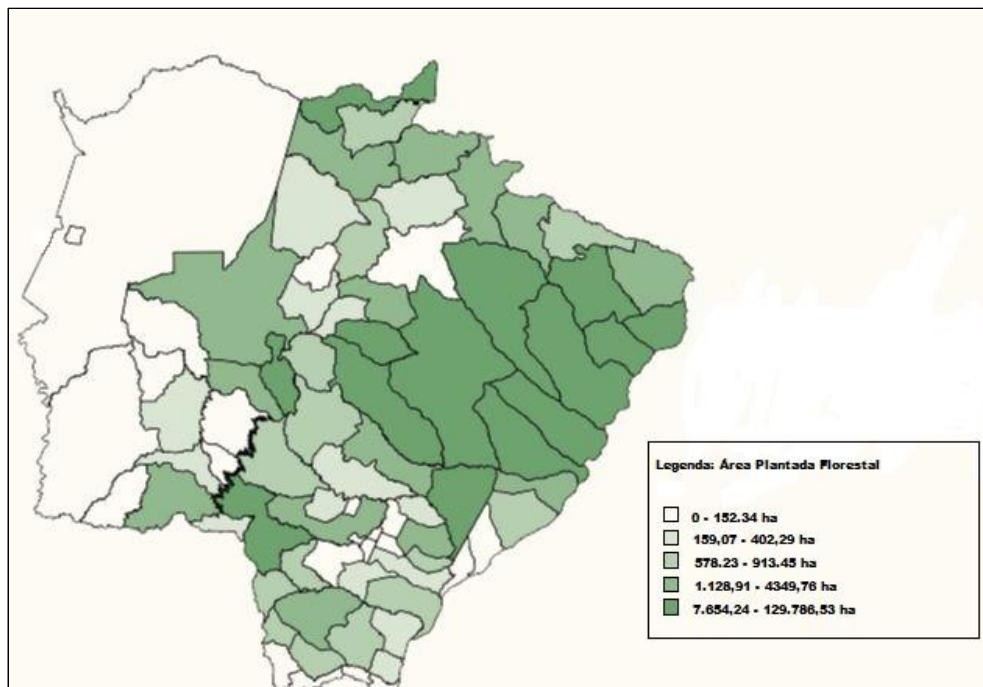 Legenda: Área Plantada Florestal
0 - 152.34 ha
159,07 - 402,29 ha
578.23 - 913.45 ha
1.128,91 - 4349,76 ha
7.654,24 - 129.786,53 ha